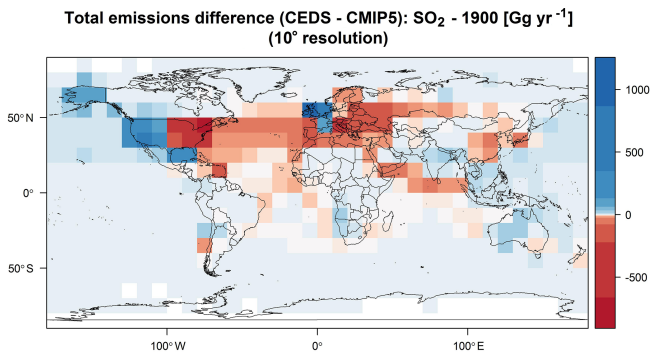 Total emissions difference (CEDS - CMIP5): SO₂ - 1900 [Gg yr⁻¹]
(10° resolution)
50° N
0°
50° S
100° W
0°
100° E
1000
500
0
-500